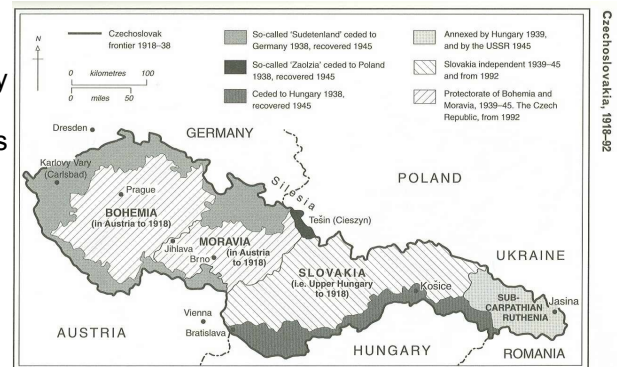 y
s
Czechoslovakia, 1918–92
Czechoslovak
frontier 1918–38
N
0 kilometres 100
0 miles 50
So-called 'Sudetenland' ceded to
Germany 1938, recovered 1945
So-called 'Zaolzia' ceded to Poland
1938, recovered 1945
Ceded to Hungary 1938,
recovered 1945
Annexed by Hungary 1939,
and by the USSR 1945
Slovakia independent 1939–45
and from 1992
Protectorate of Bohemia and
Moravia, 1939–45. The Czech
Republic, from 1992
Dresden
GERMANY
Karlovy Vary
(Carlsbad)
Prague
BOHEMIA
(in Austria to 1918)
Silesia
POLAND
Tešin (Cieszyn)
MORAVIA
(in Austria
to 1918)
Jihlava
Brno
SLOVAKIA
(i.e. Upper Hungary
to 1918)
Košice
UKRAINE
SUB-
CARPATHIAN
RUTHENIA
Jasina
Vienna
Bratislava
AUSTRIA
HUNGARY
ROMANIA